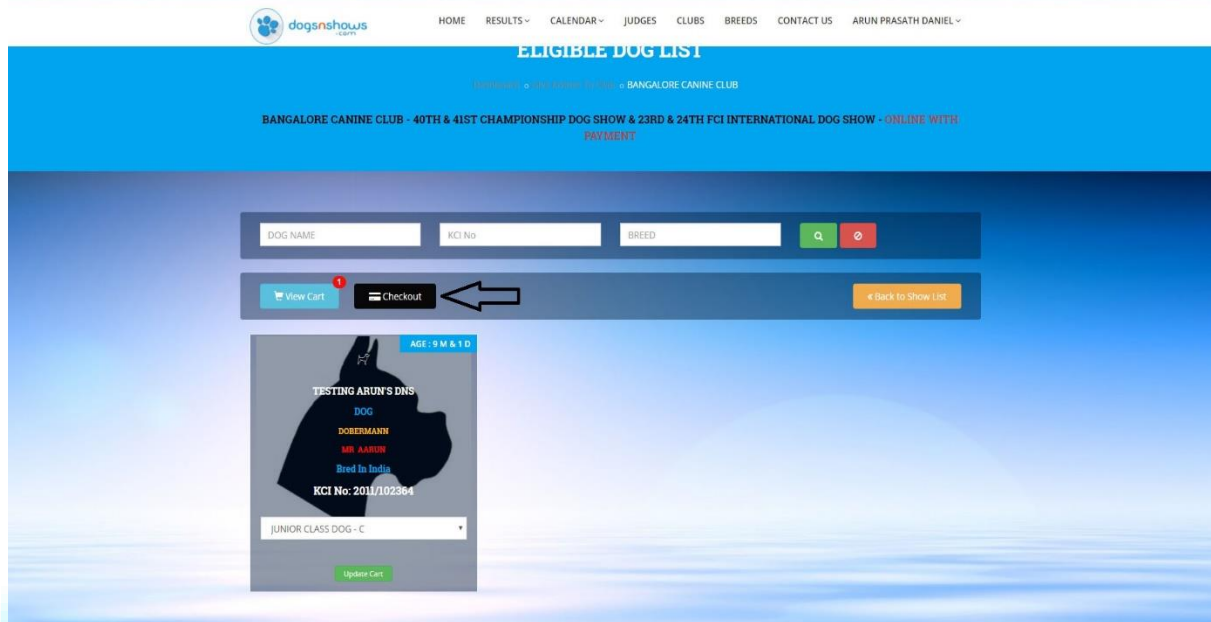 dogsnshows
.com
HOME RESULTS CALENDAR JUDGES CLUBS BREEDS CONTACT US ARUN PRASATH DANIEL
ELIGIBLE DOG LIST
BANGALORE CANINE CLUB
BANGALORE CANINE CLUB - 40TH & 41ST CHAMPIONSHIP DOG SHOW & 23RD & 24TH FCI INTERNATIONAL DOG SHOW - ONLINE WITH
PAYMENT
DOG NAME KCI No BREED
1
View Cart Checkout « Back to Show List
AGE : 9 M & 1 D
TESTING ARUN'S DNS
DOG
DOBERMANN
MR AARUN
Bred In India
KCI No: 2011/102364
JUNIOR CLASS DOG - C
Update Cart